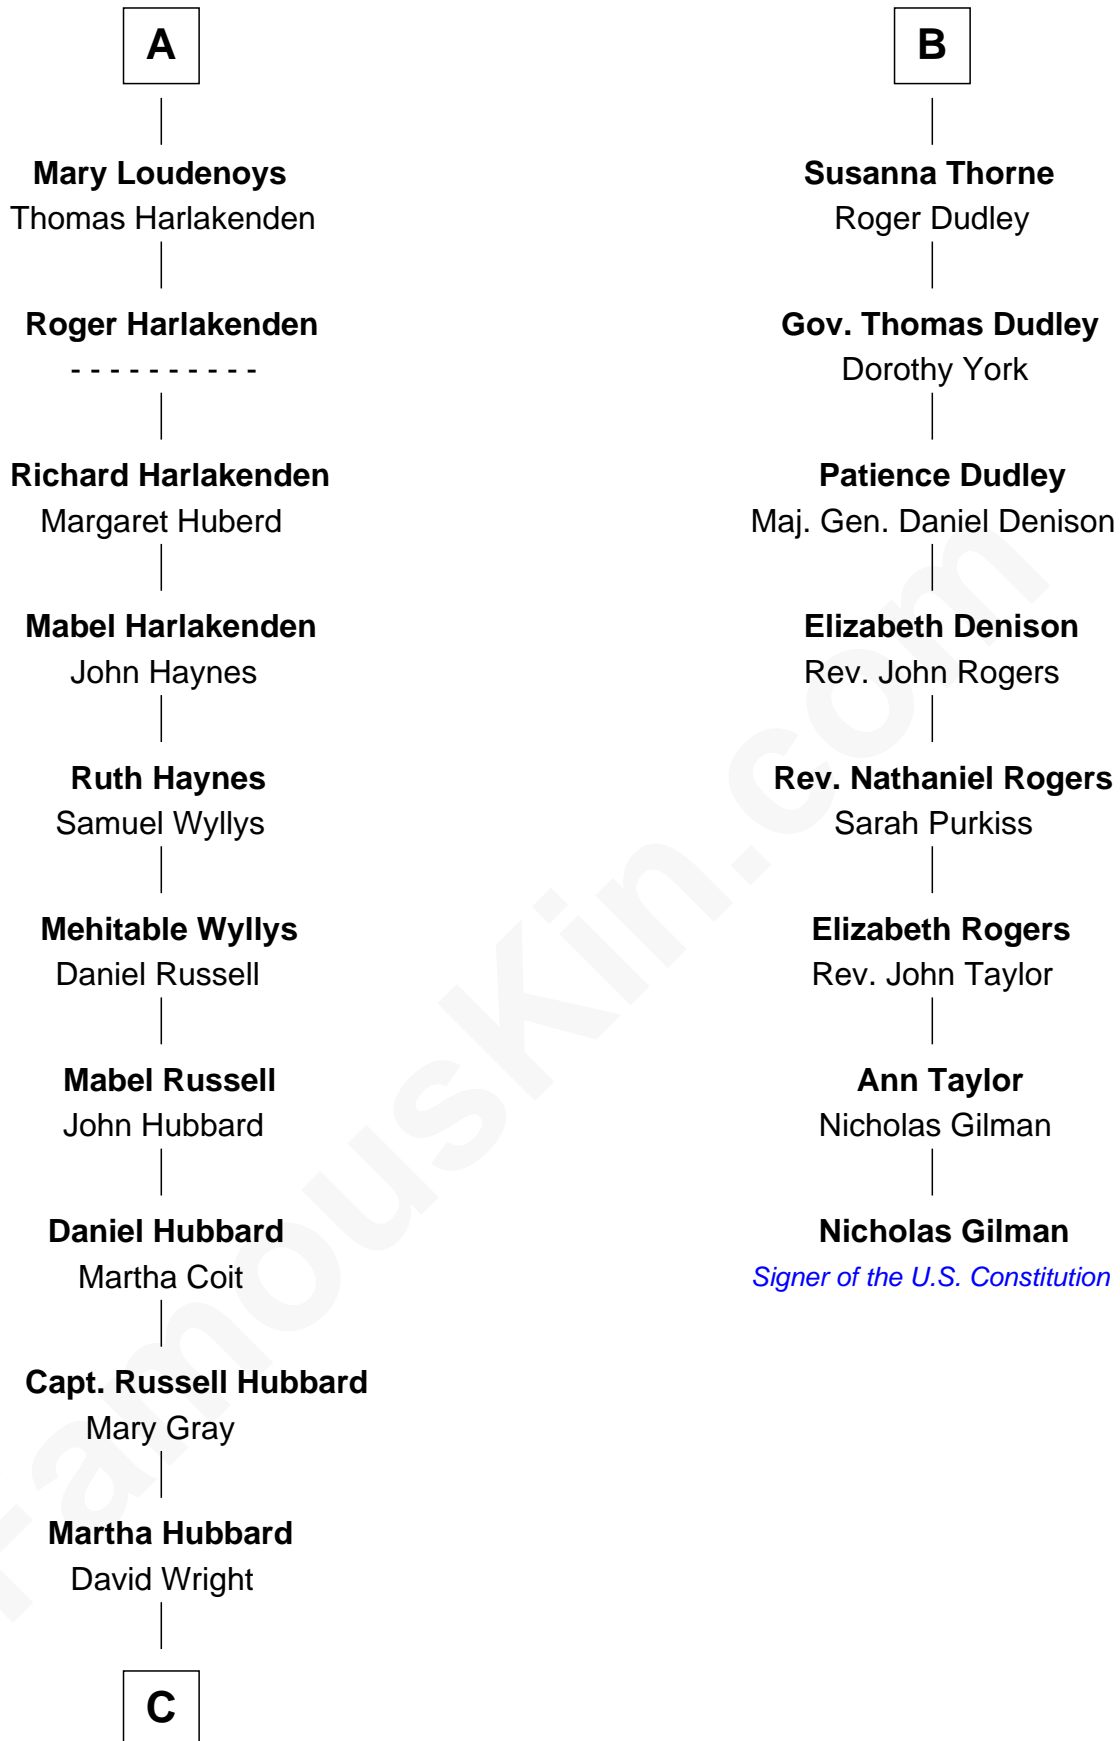 A
Mary Loudenoys
Thomas Harlakenden
Roger Harlakenden
- - - - - - - - - -
Richard Harlakenden
Margaret Huberd
Mabel Harlakenden
John Haynes
Ruth Haynes
Samuel Wyllys
Mehitable Wyllys
Daniel Russell
Mabel Russell
John Hubbard
Daniel Hubbard
Martha Coit
Capt. Russell Hubbard
Mary Gray
Martha Hubbard
David Wright
C
B
Susanna Thorne
Roger Dudley
Gov. Thomas Dudley
Dorothy York
Patience Dudley
Maj. Gen. Daniel Denison
Elizabeth Denison
Rev. John Rogers
Rev. Nathaniel Rogers
Sarah Purkiss
Elizabeth Rogers
Rev. John Taylor
Ann Taylor
Nicholas Gilman
Nicholas Gilman
Signer of the U.S. Constitution
FamousKin.com